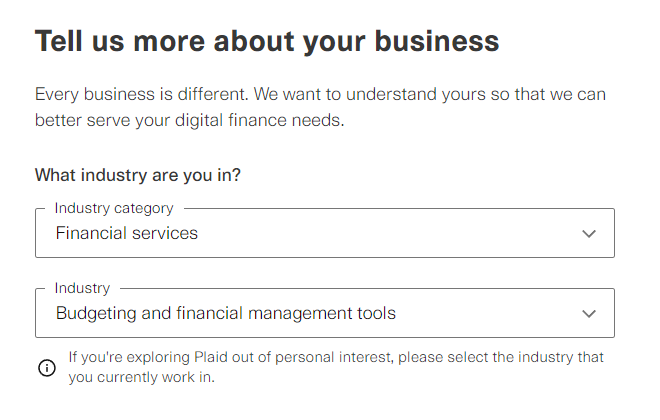 Tell us more about your business
Every business is different. We want to understand yours so that we can
better serve your digital finance needs.
What industry are you in?
Industry category
Financial services
Industry
Budgeting and financial management tools
If you're exploring Plaid out of personal interest, please select the industry that
you currently work in.